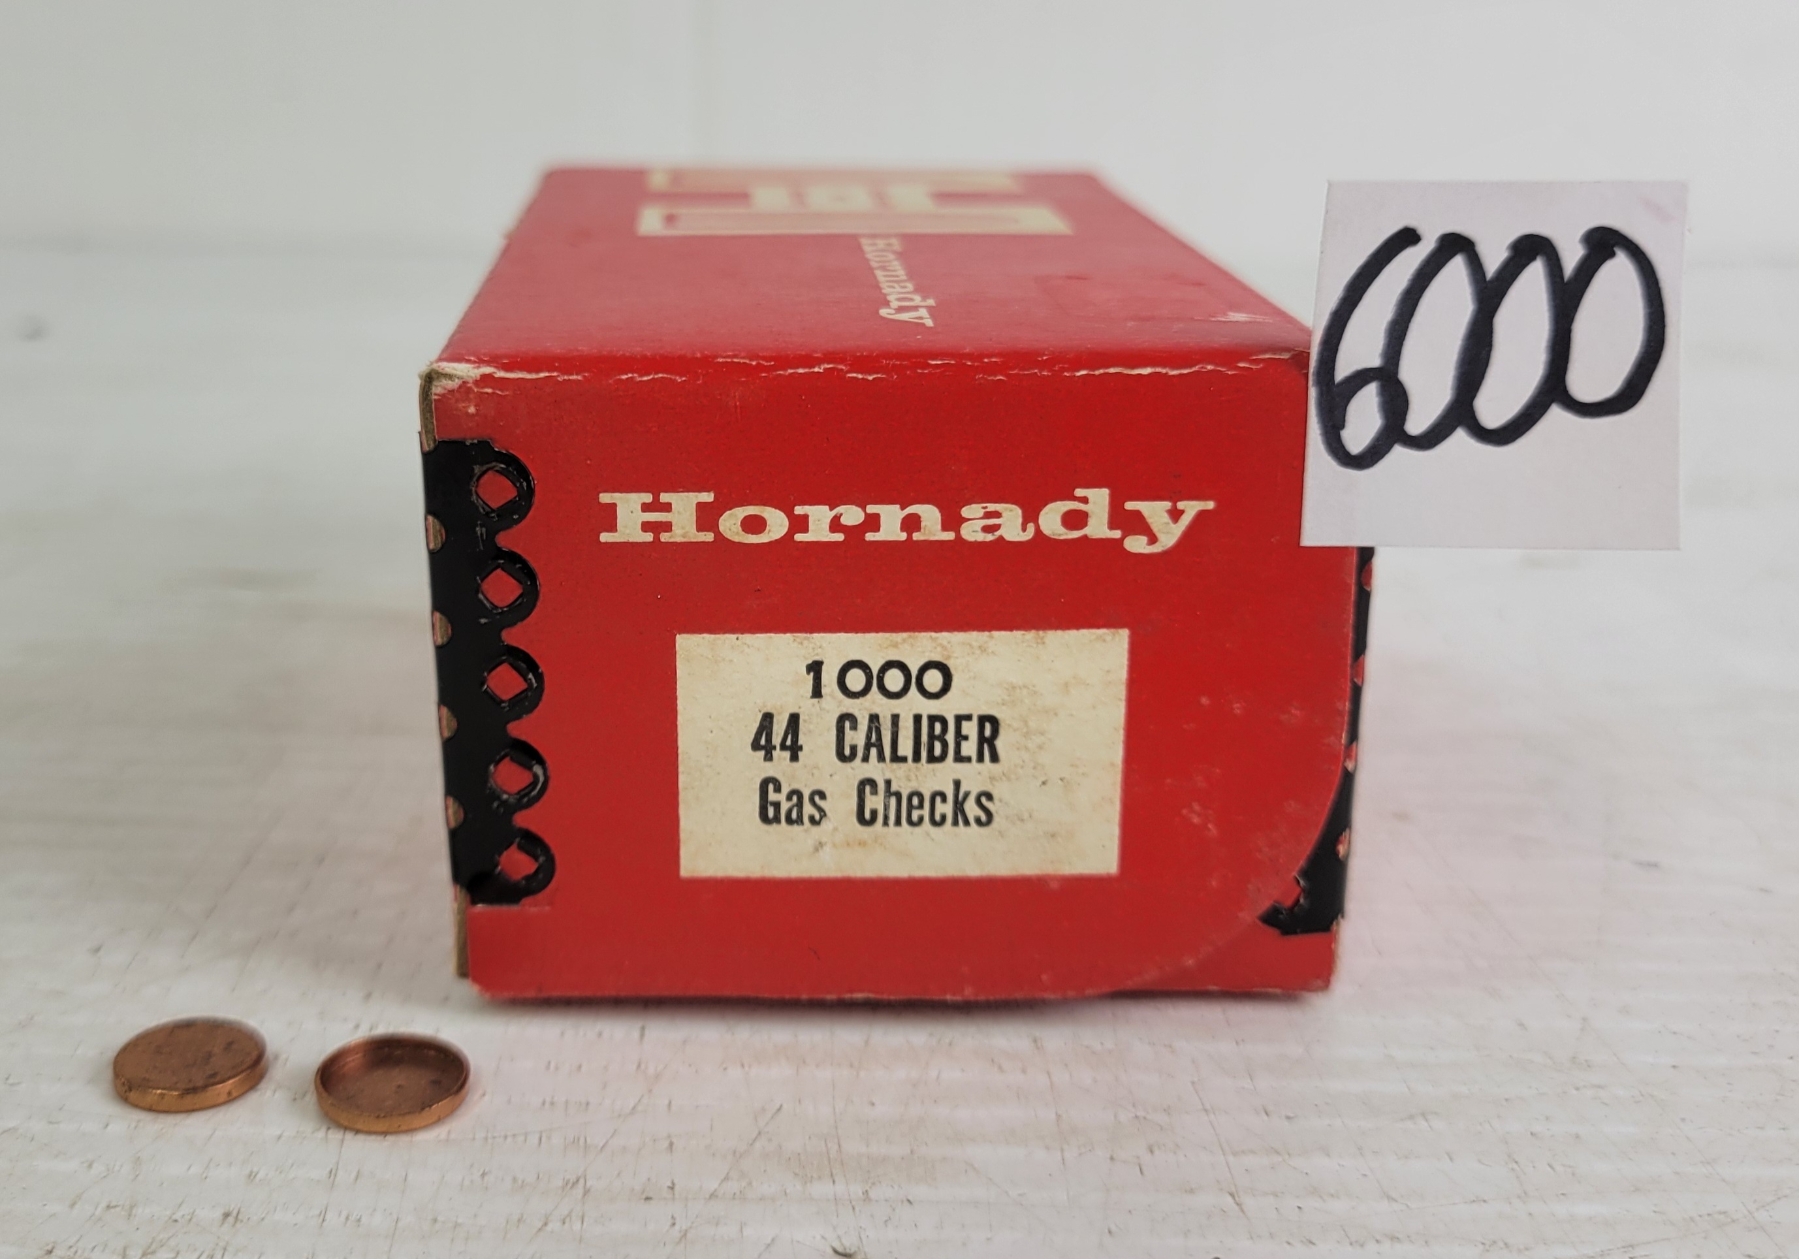 Hornady
6000
Hornady
1000
44 CALIBER
Gas Checks